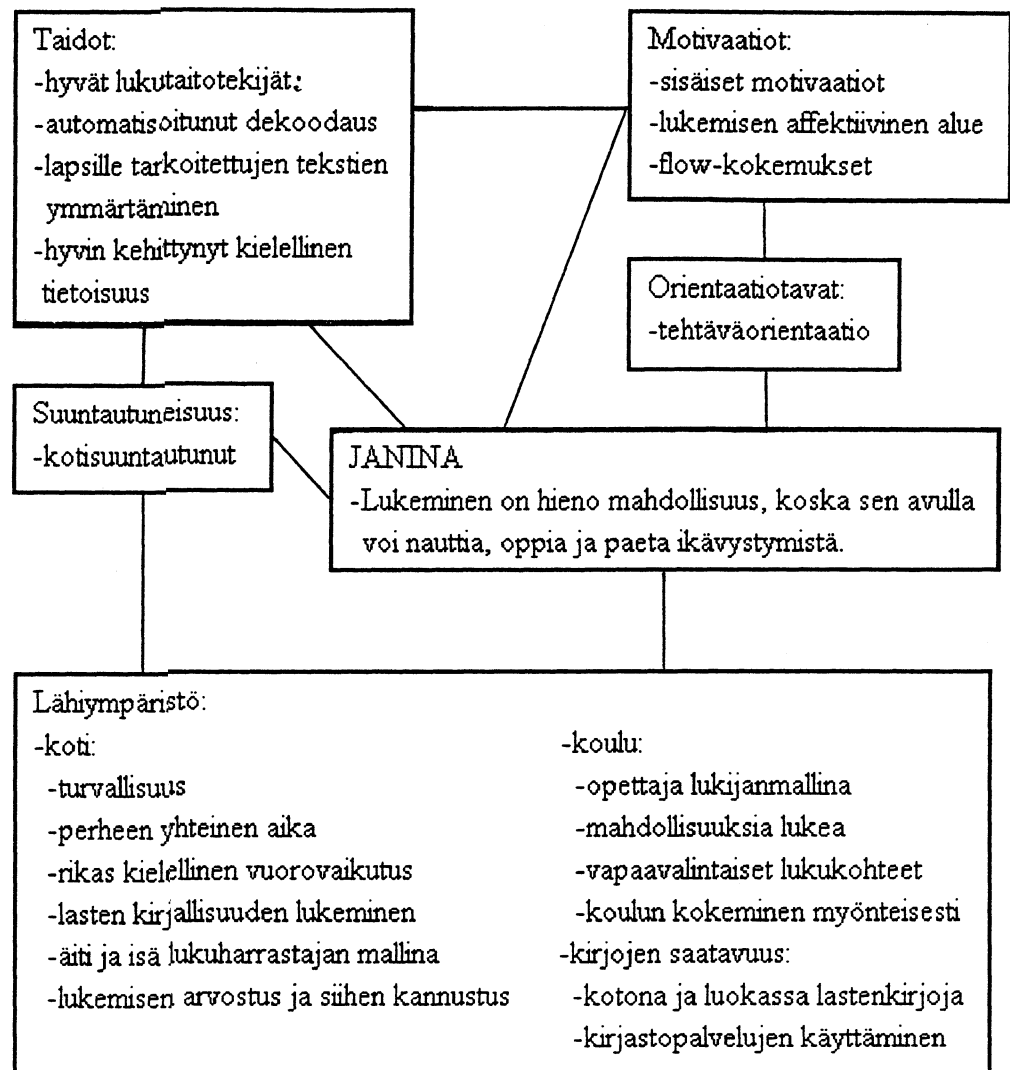 Taidot:
-hyvät lukutaitotekijät:
-automatisoitunut dekoodaus
-lapsille tarkoitettujen tekstien
ymmärtäminen
-hyvin kehittynyt kielellinen
tietoisuus
Motivaatiot:
-sisäiset motivaatiot
-lukemisen affektiivinen alue
-flow-kokemukset
Orientaatiotavat:
-tehtäväorientaatio
Suuntautuneisuus:
-kotisuuntautunut
JANINA
-Lukeminen on hieno mahdollisuus, koska sen avulla
voi nauttia, oppia ja paeta ikävystymistä.
Lähiympäristö:
-koti:
-turvallisuus
-perheen yhteinen aika
-rikas kielellinen vuorovaikutus
-lasten kirjallisuuden lukeminen
-äiti ja isä lukuharrastajan mallina
-lukemisen arvostus ja siihen kannustus
-koulu:
-opettaja lukijanmallina
-mahdollisuuksia lukea
-vapaavalintaiset lukukohteet
-koulun kokeminen myönteisesti
-kirjojen saatavuus:
-kotona ja luokassa lastenkirjoja
-kirjastopalvelujen käyttäminen